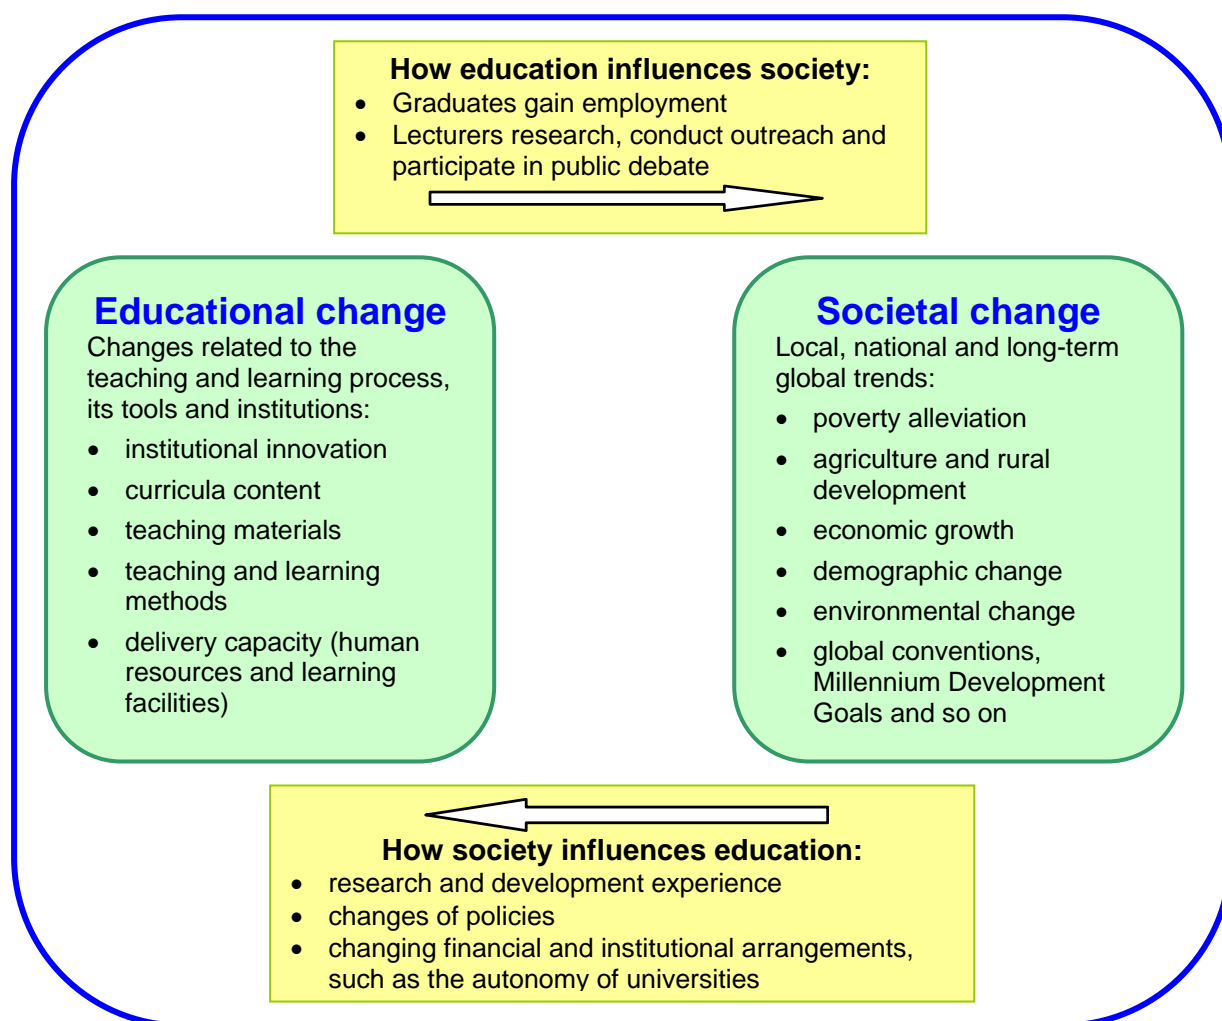 How education influences society:
• Graduates gain employment
• Lecturers research, conduct outreach and
participate in public debate
Educational change
Changes related to the
teaching and learning process,
its tools and institutions:
• institutional innovation
• curricula content
• teaching materials
• teaching and learning
methods
• delivery capacity (human
resources and learning
facilities)
Societal change
Local, national and long-term
global trends:
• poverty alleviation
• agriculture and rural
development
• economic growth
• demographic change
• environmental change
• global conventions,
Millennium Development
Goals and so on
How society influences education:
• research and development experience
• changes of policies
• changing financial and institutional arrangements,
such as the autonomy of universities